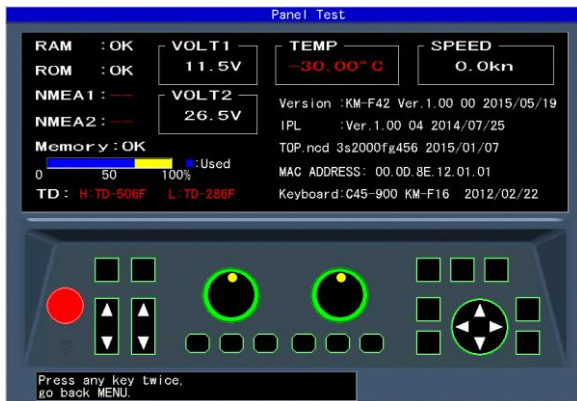 Panel Test
RAM :OK
ROM :OK
NMEA1:--
NMEA2:--
Memory:OK
0 50 100% ■:Used
TD: H:TD-506F L:TD-286F
VOLT1
11.5V
VOLT2
26.5V
TEMP
-30.00°C
SPEED
0.0kn
Version :KM-F42 Ver.1.00 00 2015/05/19
IPL :Ver.1.00 04 2014/07/25
TOP.ncd 3s2000fg456 2015/01/07
MAC ADDRESS: 00.0D.8E.12.01.01
Keyboard:C45-900 KM-F16 2012/02/22
Press any key twice,
go back MENU.